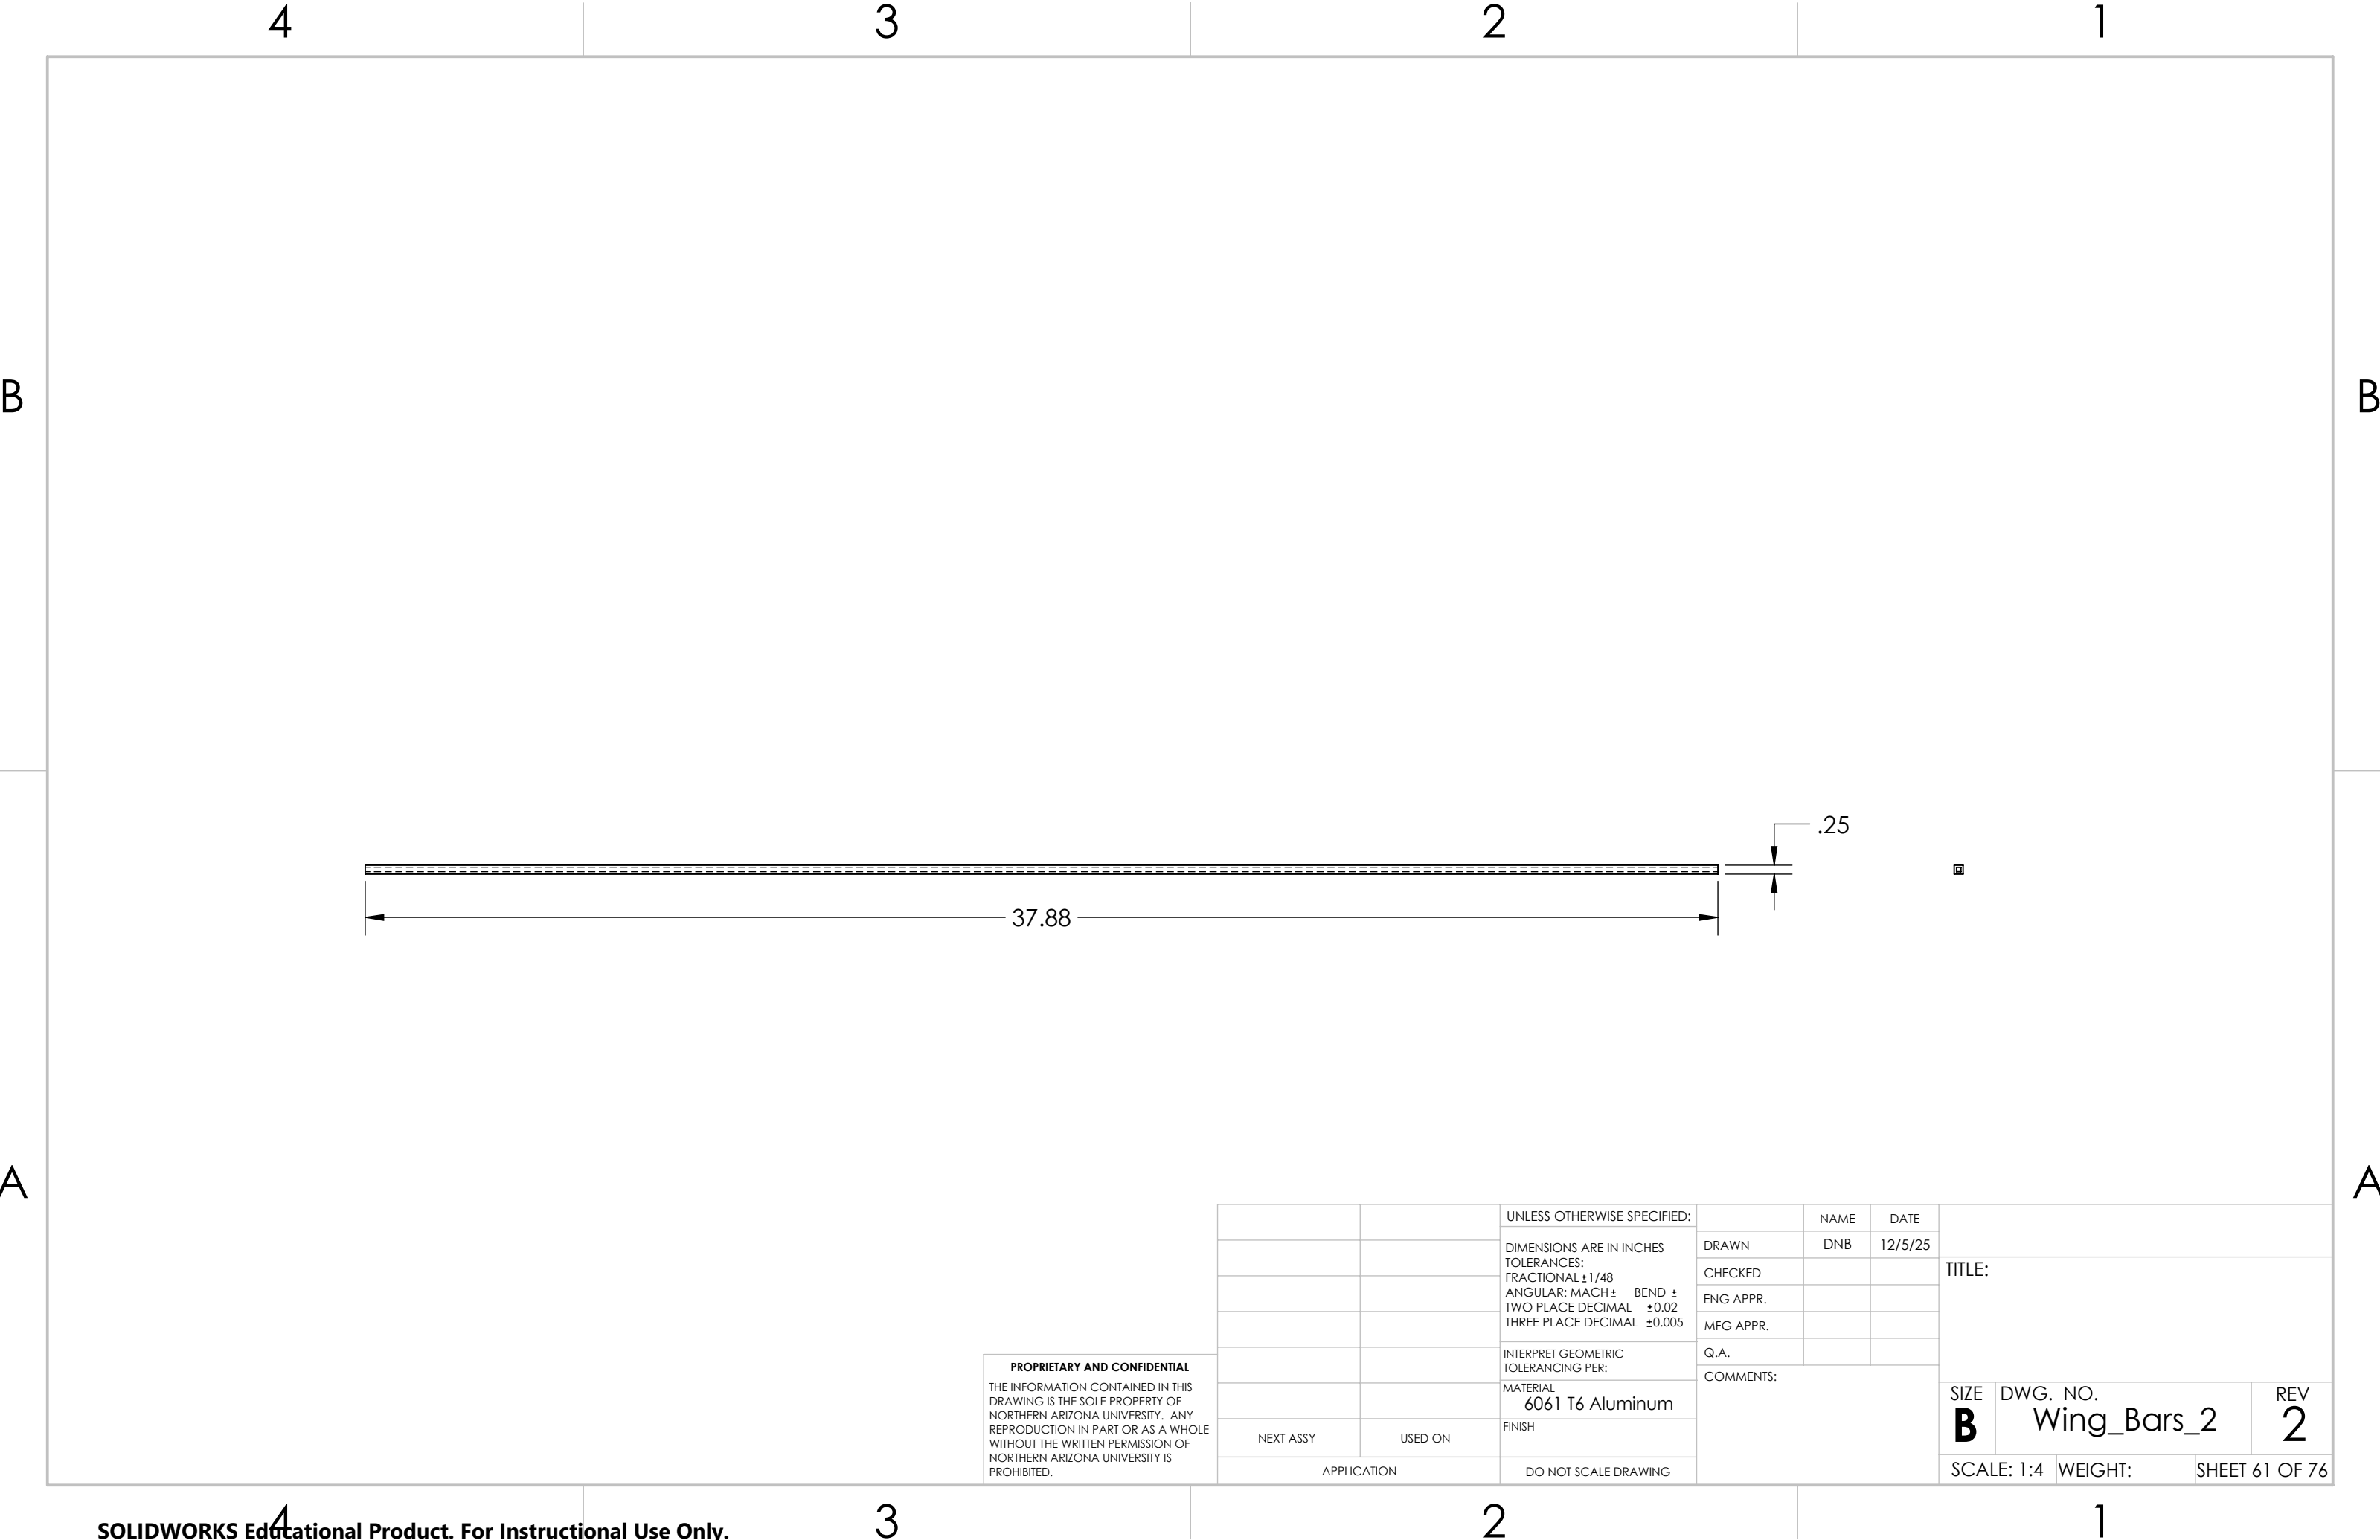 4 3 2 1
B B
.25
37.88
A A
UNLESS OTHERWISE SPECIFIED:
DIMENSIONS ARE IN INCHES
TOLERANCES:
FRACTIONAL ±1/48
ANGULAR: MACH ± BEND ±
TWO PLACE DECIMAL ±0.02
THREE PLACE DECIMAL ±0.005
INTERPRET GEOMETRIC
TOLERANCING PER:
MATERIAL
6061 T6 Aluminum
FINISH
DO NOT SCALE DRAWING
NAME DATE
DRAWN DNB 12/5/25
CHECKED
ENG APPR.
MFG APPR.
Q.A.
COMMENTS:
TITLE:
SIZE DWG. NO. REV
B Wing_Bars_2 2
SCALE: 1:4 WEIGHT: SHEET 61 OF 76
PROPRIETARY AND CONFIDENTIAL
THE INFORMATION CONTAINED IN THIS
DRAWING IS THE SOLE PROPERTY OF
NORTHERN ARIZONA UNIVERSITY. ANY
REPRODUCTION IN PART OR AS A WHOLE
WITHOUT THE WRITTEN PERMISSION OF
NORTHERN ARIZONA UNIVERSITY IS
PROHIBITED.
NEXT ASSY USED ON
APPLICATION
4 3 2 1
SOLIDWORKS Educational Product. For Instructional Use Only.